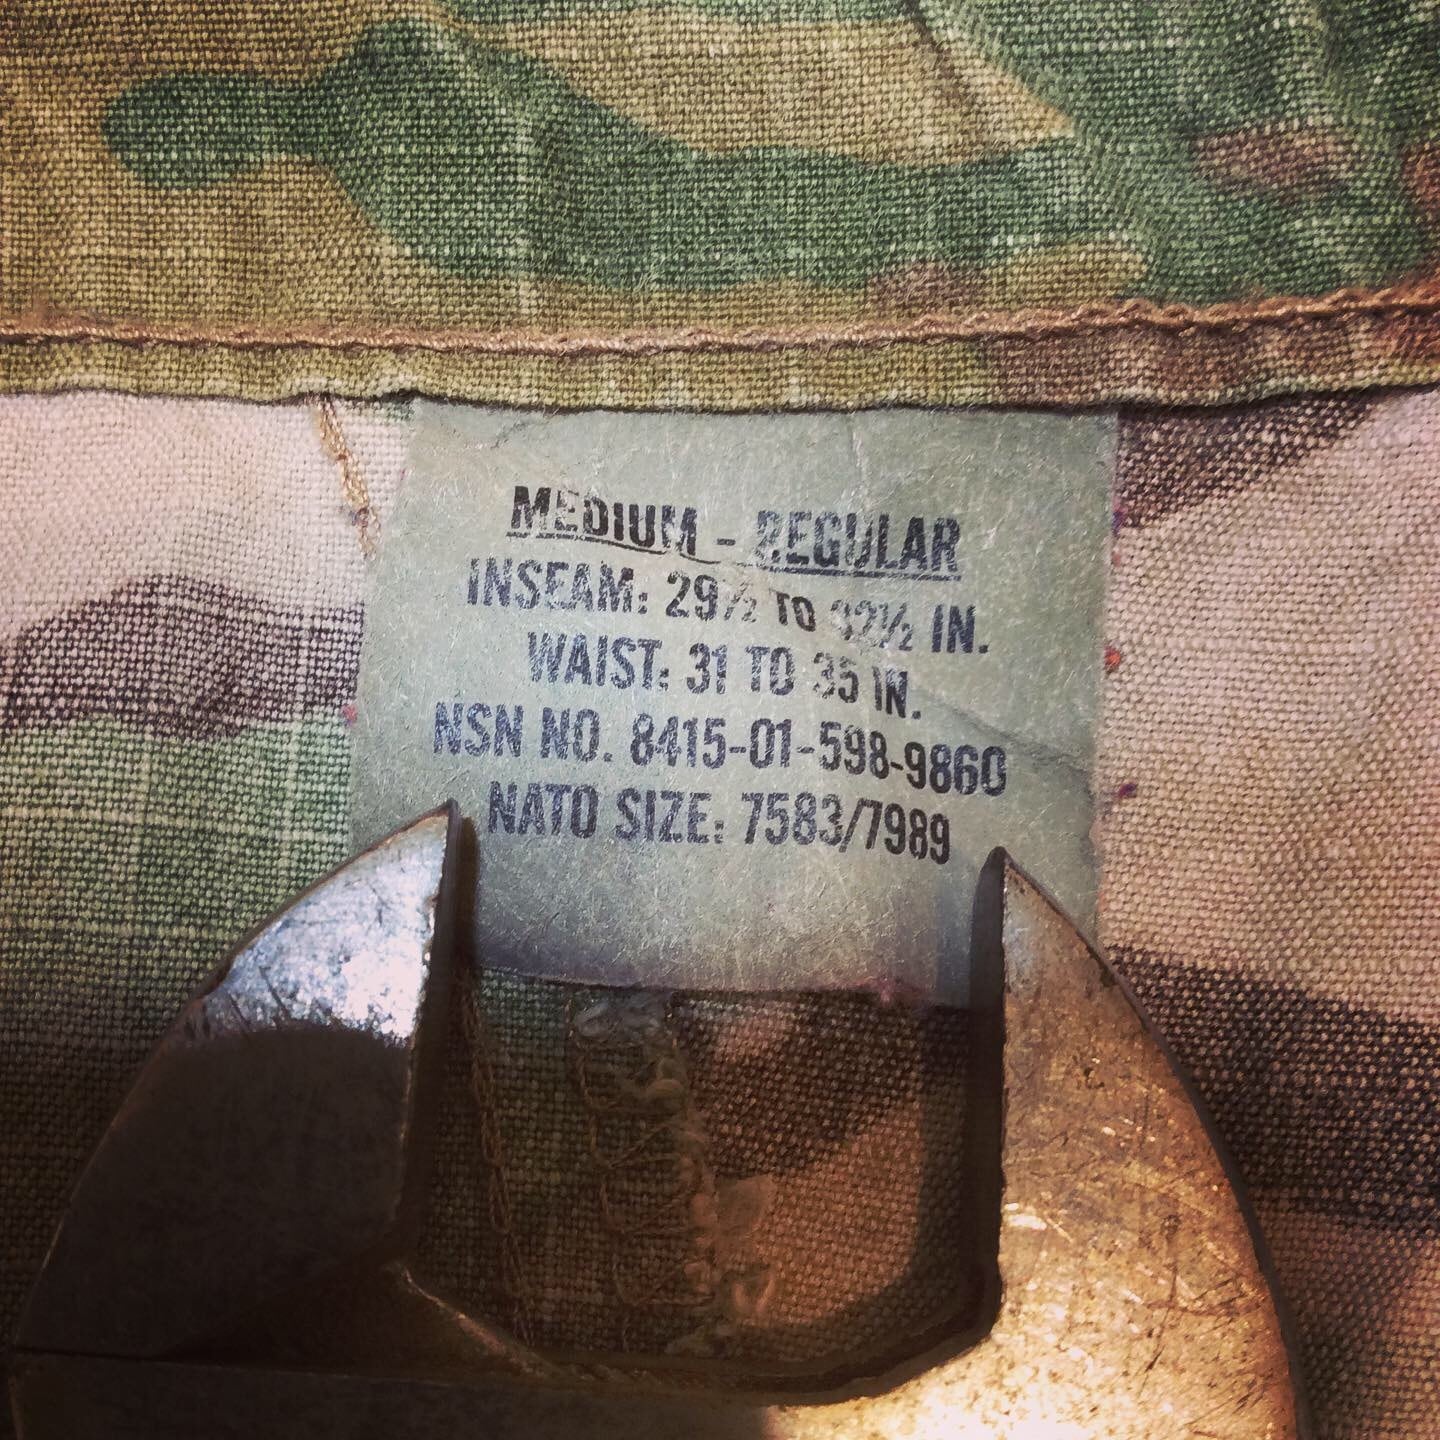 MEDIUM - REGULAR
INSEAM: 29½ TO 32½ IN.
WAIST: 31 TO 35 IN.
NSN NO. 8415-01-598-9860
NATO SIZE: 7583/7989